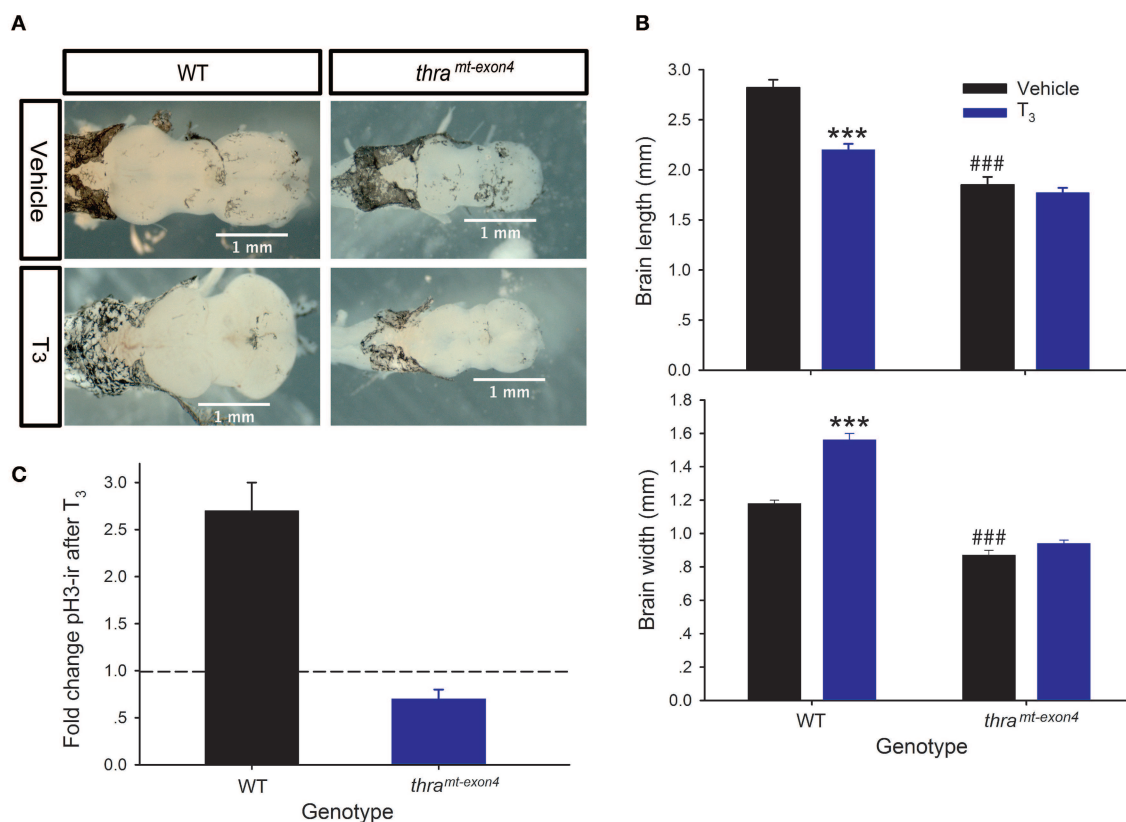 A
WT
thra mt-exon4
Vehicle
1 mm
1 mm
T3
1 mm
1 mm
B
3.0
2.5
2.0
1.5
1.0
.5
0.0
Brain length (mm)
Vehicle
T3
***
###
1.8
1.6
1.4
1.2
1.0
.8
.6
.4
.2
0.0
Brain width (mm)
***
###
WT
thra mt-exon4
Genotype
C
3.0
2.5
2.0
1.5
1.0
.5
0.0
Fold change pH3-ir after T3
WT
thra mt-exon4
Genotype